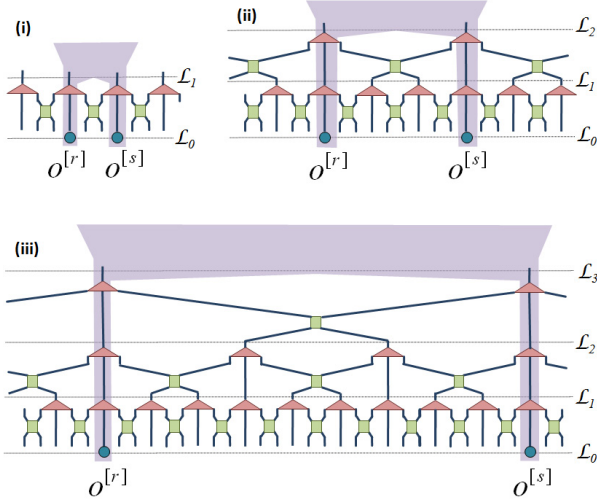 (i)
ℒ₁
ℒ₀
O^[r] O^[s]
(ii)
ℒ₂
ℒ₁
ℒ₀
O^[r] O^[s]
(iii)
ℒ₃
ℒ₂
ℒ₁
ℒ₀
O^[r] O^[s]